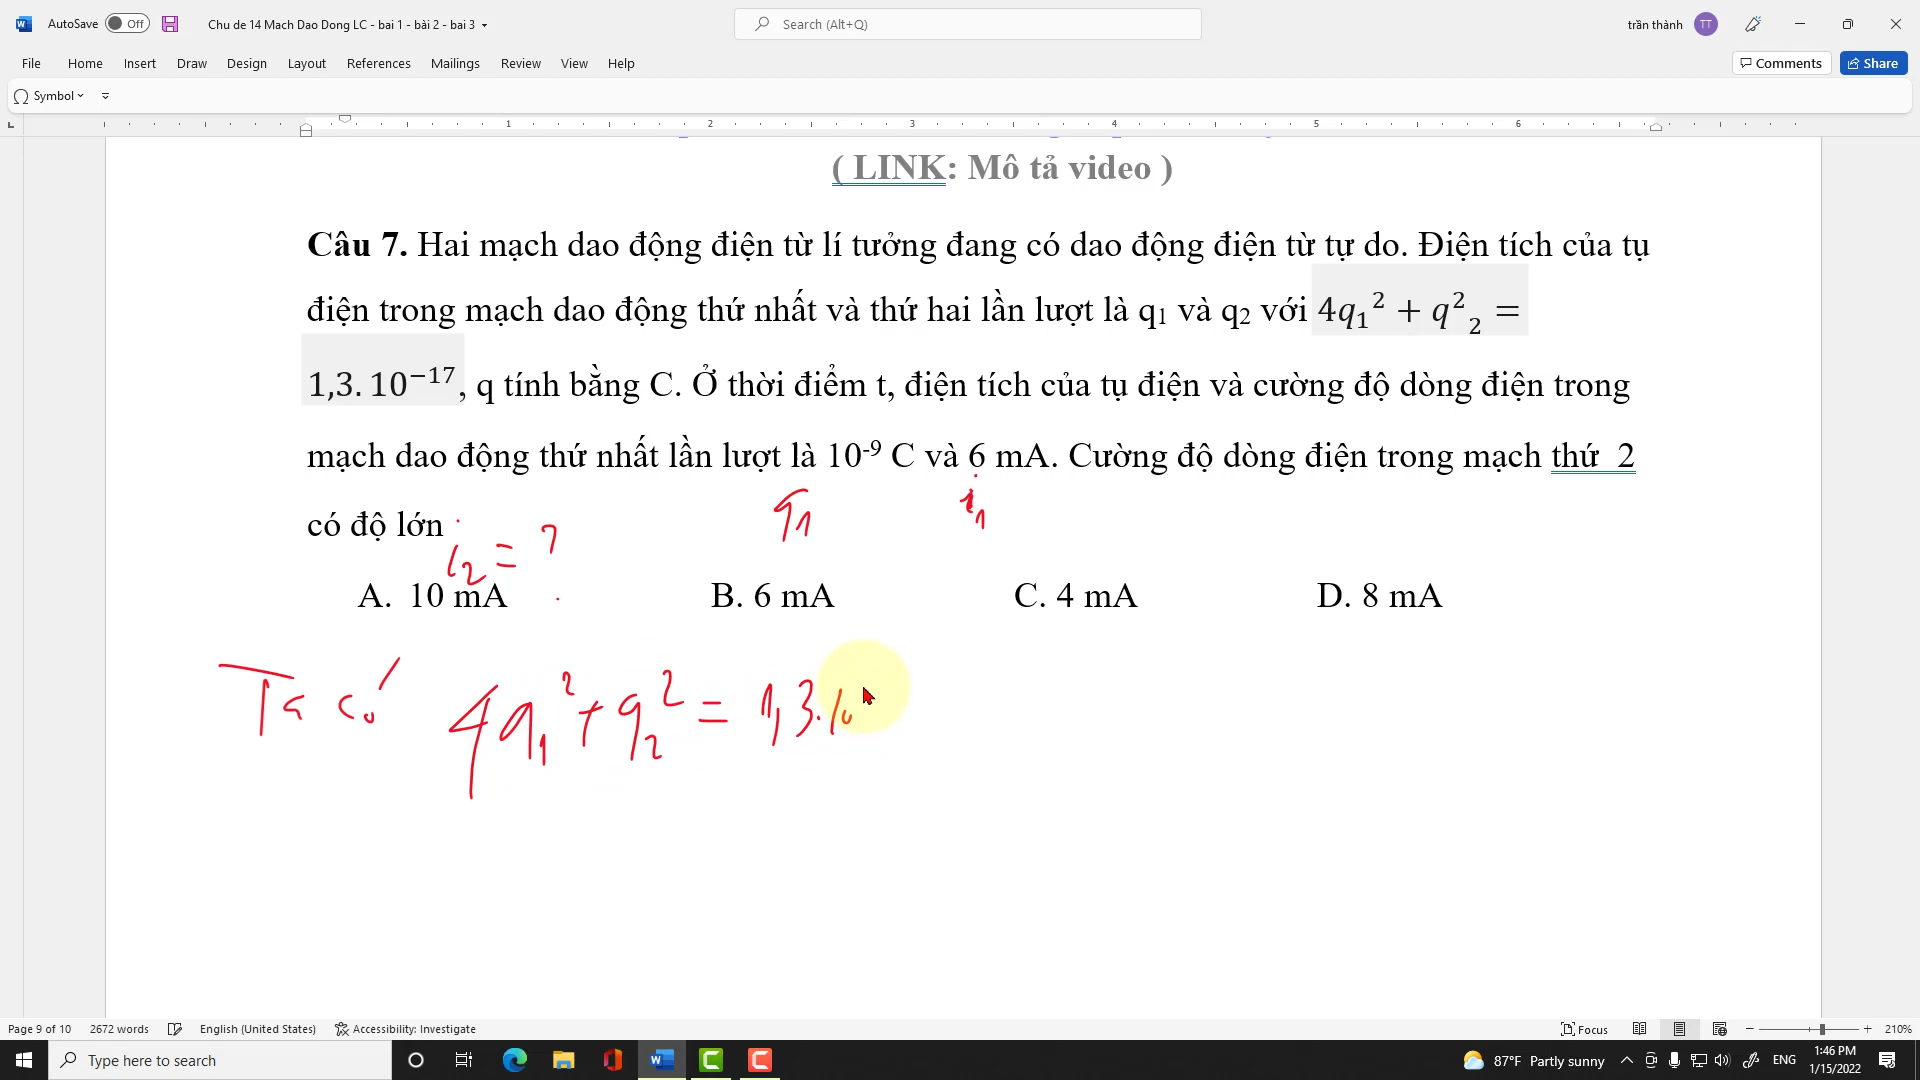 AutoSave Off Chu de 14 Mach Dao Dong LC - bai 1 - bài 2 - bai 3 Search (Alt+Q) trần thành TT
File Home Insert Draw Design Layout References Mailings Review View Help Comments Share
Symbol
1 2 3 4 5 6
( LINK: Mô tả video )
Câu 7. Hai mạch dao động điện từ lí tưởng đang có dao động điện từ tự do. Điện tích của tụ
điện trong mạch dao động thứ nhất và thứ hai lần lượt là q₁ và q₂ với 4q₁² + q²₂ =
1,3. 10⁻¹⁷, q tính bằng C. Ở thời điểm t, điện tích của tụ điện và cường độ dòng điện trong
mạch dao động thứ nhất lần lượt là 10⁻⁹ C và 6 mA. Cường độ dòng điện trong mạch thứ 2
q₁ i₁
có độ lớn
i₂ = ?
A. 10 mA B. 6 mA C. 4 mA D. 8 mA
Ta có 4q₁² + q₂² = 1,3.10
Page 9 of 10 2672 words English (United States) Accessibility: Investigate Focus 210%
Type here to search 87°F Partly sunny ENG 1:46 PM
1/15/2022